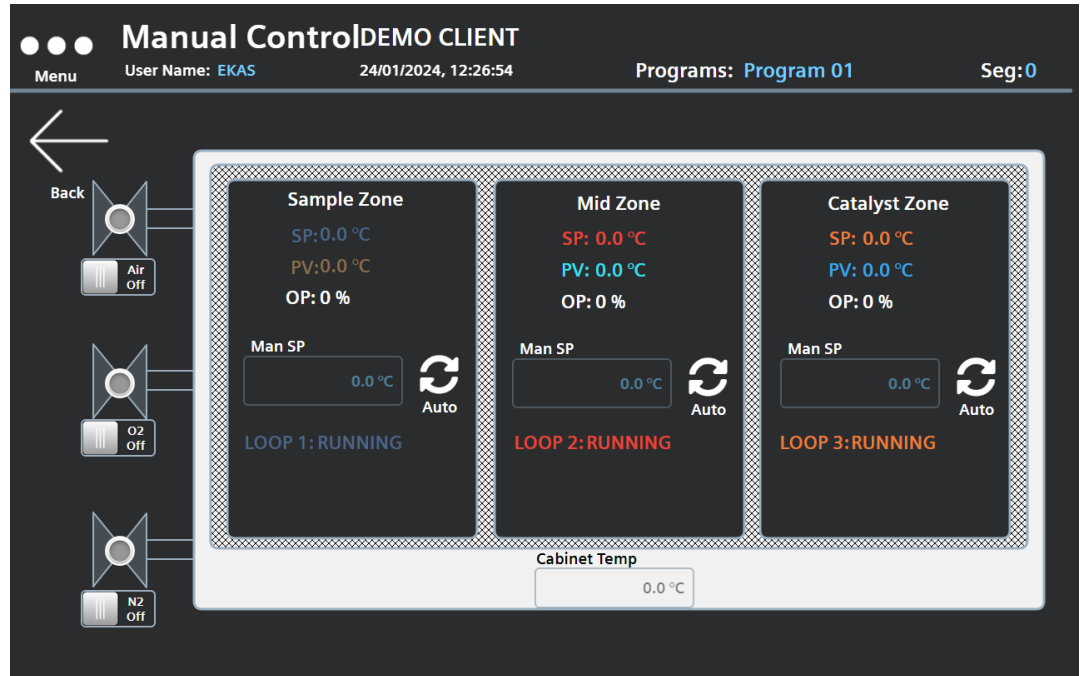 Manual Control DEMO CLIENT
Menu
User Name: EKAS
24/01/2024, 12:26:54
Programs: Program 01
Seg: 0
Back
Air
Off
O2
Off
N2
Off
Sample Zone
SP: 0.0 °C
PV: 0.0 °C
OP: 0 %
Man SP
0.0 °C
Auto
LOOP 1: RUNNING
Mid Zone
SP: 0.0 °C
PV: 0.0 °C
OP: 0 %
Man SP
0.0 °C
Auto
LOOP 2: RUNNING
Catalyst Zone
SP: 0.0 °C
PV: 0.0 °C
OP: 0 %
Man SP
0.0 °C
Auto
LOOP 3: RUNNING
Cabinet Temp
0.0 °C